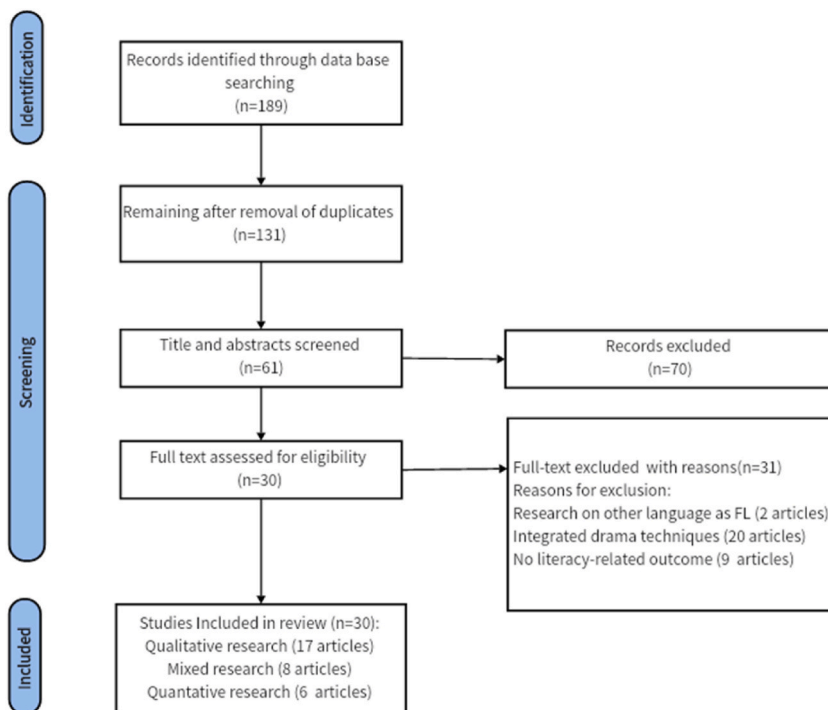 Identification
Records identified through data base
searching
(n=189)
Remaining after removal of duplicates
(n=131)
Screening
Title and abstracts screened
(n=61)
Records excluded
(n=70)
Full text assessed for eligibility
(n=30)
Full-text excluded with reasons(n=31)
Reasons for exclusion:
Research on other language as FL (2 articles)
Integrated drama techniques (20 articles)
No literacy-related outcome (9 articles)
Included
Studies Included in review (n=30):
Qualitative research (17 articles)
Mixed research (8 articles)
Quantative research (6 articles)